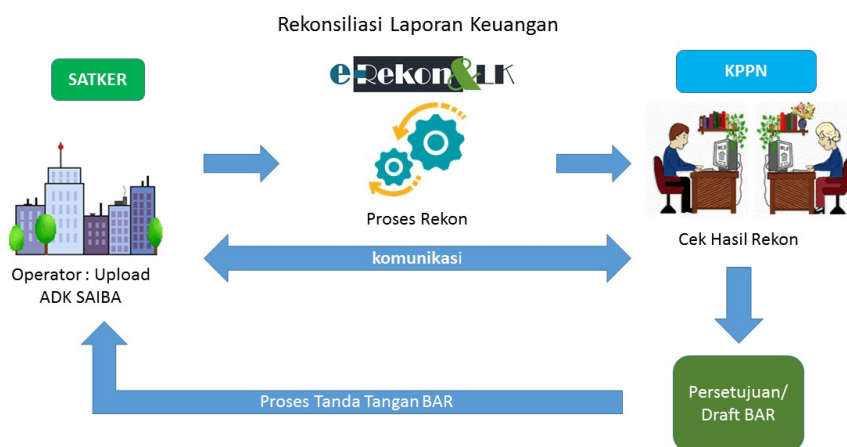 Rekonsiliasi Laporan Keuangan
SATKER
e-Rekon&LK
KPPN
Proses Rekon
Cek Hasil Rekon
Operator : Upload
ADK SAIBA
komunikasi
Persetujuan/
Draft BAR
Proses Tanda Tangan BAR